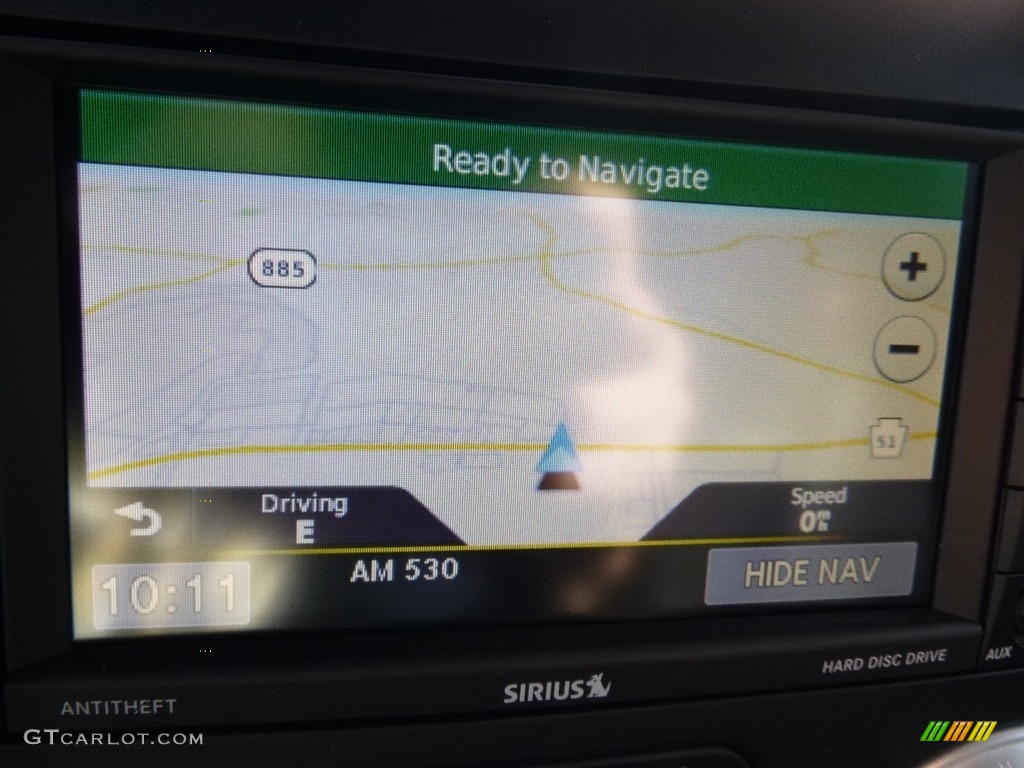 Ready to Navigate
885
+
-
51
Driving
E
Speed
0
AM 530
HIDE NAV
10:11
HARD DISC DRIVE
AUX
SIRIUS
ANTITHEFT
GTCARLOT.COM